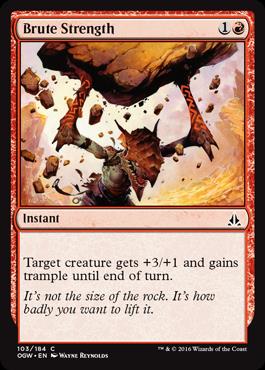 Brute Strength
1
Instant
Target creature gets +3/+1 and gains
trample until end of turn.
It's not the size of the rock. It's how
badly you want to lift it.
103/184 C
OGW • EN Wayne Reynolds
™ & © 2016 Wizards of the Coast